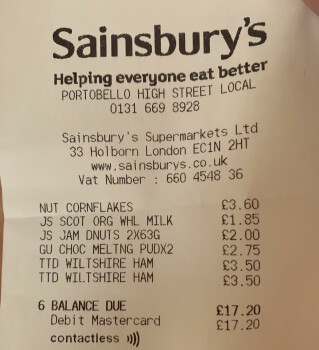 Sainsbury's
Helping everyone eat better
PORTOBELLO HIGH STREET LOCAL
0131 669 8928
Sainsbury's Supermarkets Ltd
33 Holborn London EC1N 2HT
www.sainsburys.co.uk
Vat Number : 660 4548 36
NUT CORNFLAKES £3.60
JS SCOT ORG WHL MILK £1.85
JS JAM DNUTS 2X63G £2.00
GU CHOC MELTNG PUDX2 £2.75
TTD WILTSHIRE HAM £3.50
TTD WILTSHIRE HAM £3.50
6 BALANCE DUE £17.20
Debit Mastercard £17.20
contactless